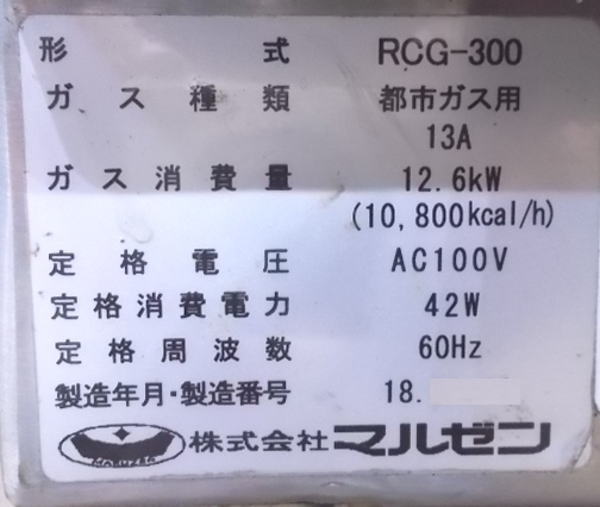 形式 RCG-300
ガス種類 都市ガス用
13A
ガス消費量 12.6kW
(10,800kcal/h)
定格電圧 AC100V
定格消費電力 42W
定格周波数 60Hz
製造年月・製造番号 18.
MARUZEN 株式会社マルゼン